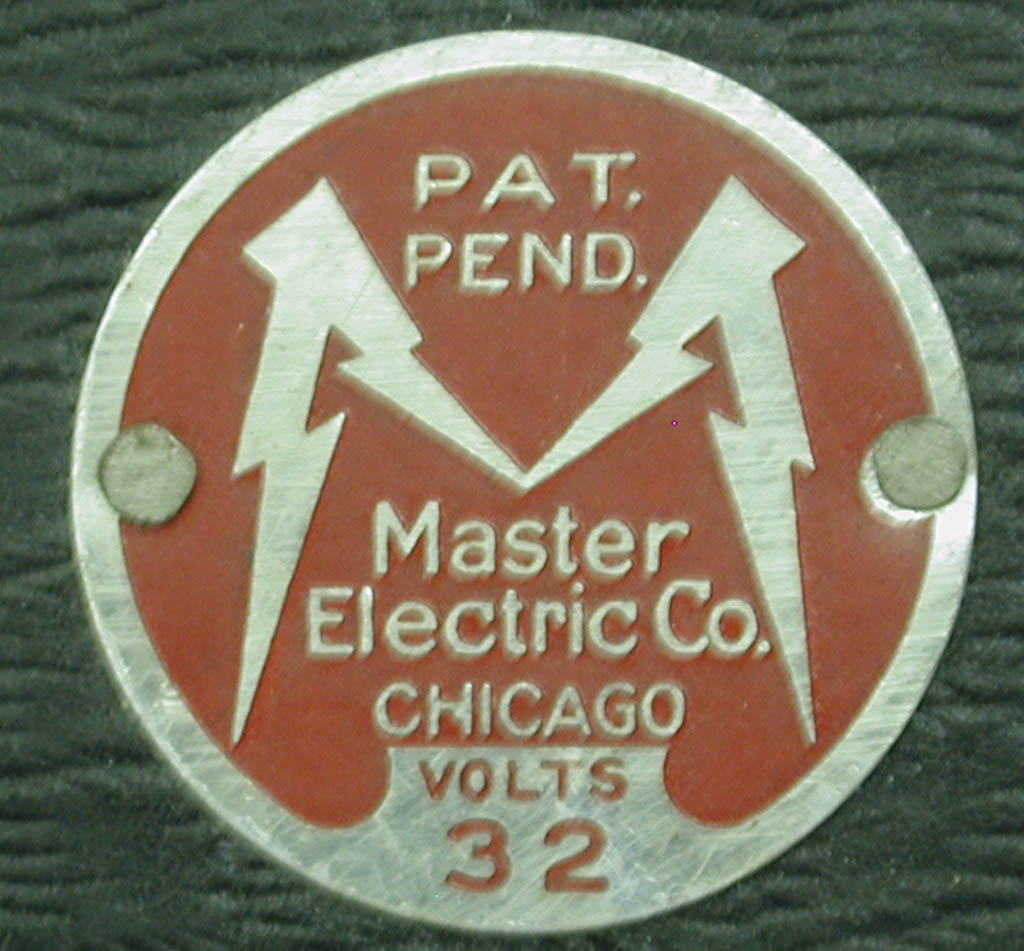 PAT.
PEND.
Master
Electric Co.
CHICAGO
VOLTS
32